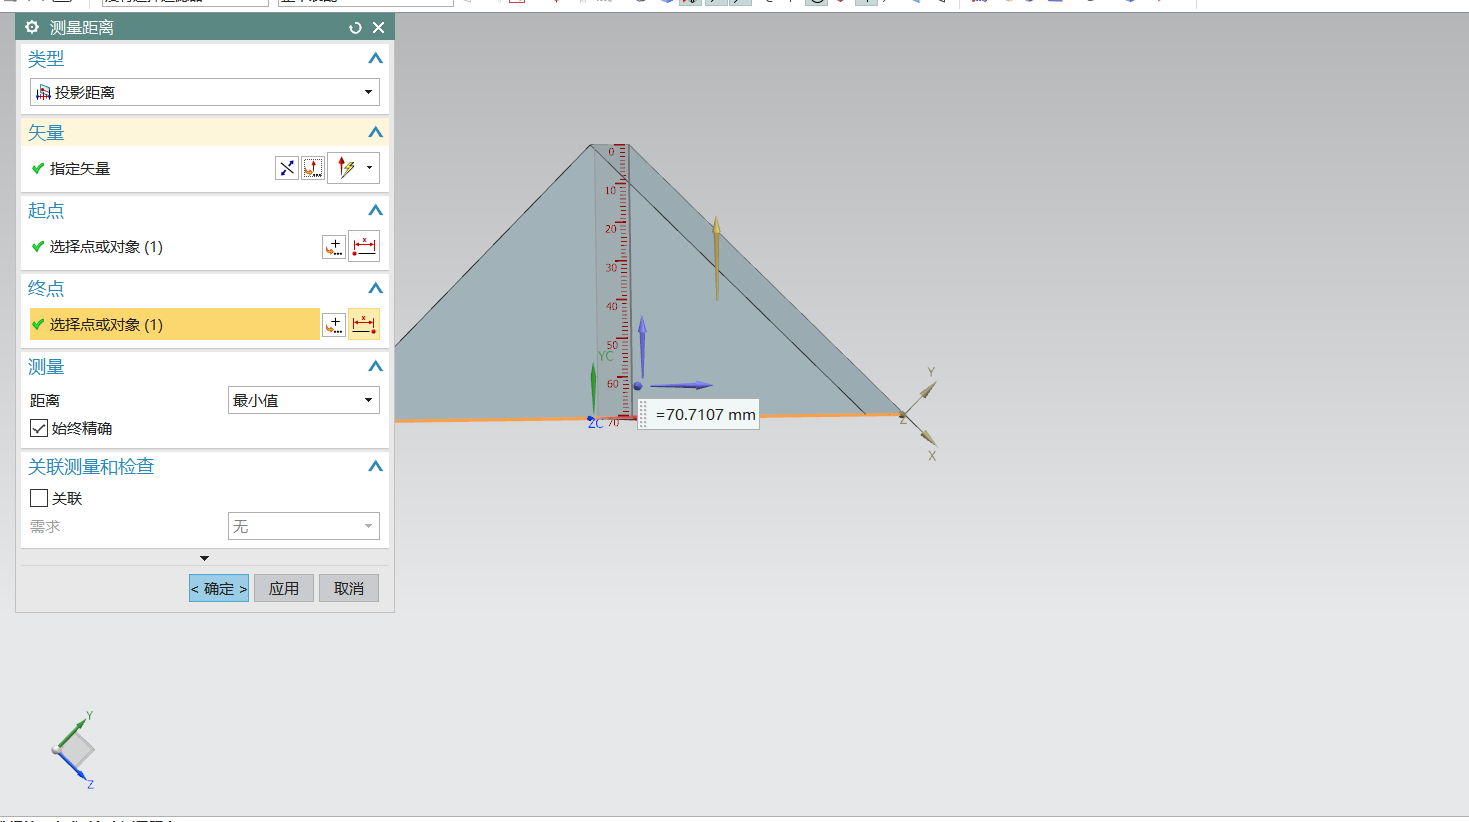 测量距离
类型
投影距离
矢量
指定矢量
起点
选择点或对象 (1)
终点
选择点或对象 (1)
测量
距离
最小值
始终精确
关联测量和检查
关联
需求
无
< 确定 >
应用
取消
0
10
20
30
40
50
YC
60
=70.7107 mm
ZC
70
Y
Z
X
Y
Z